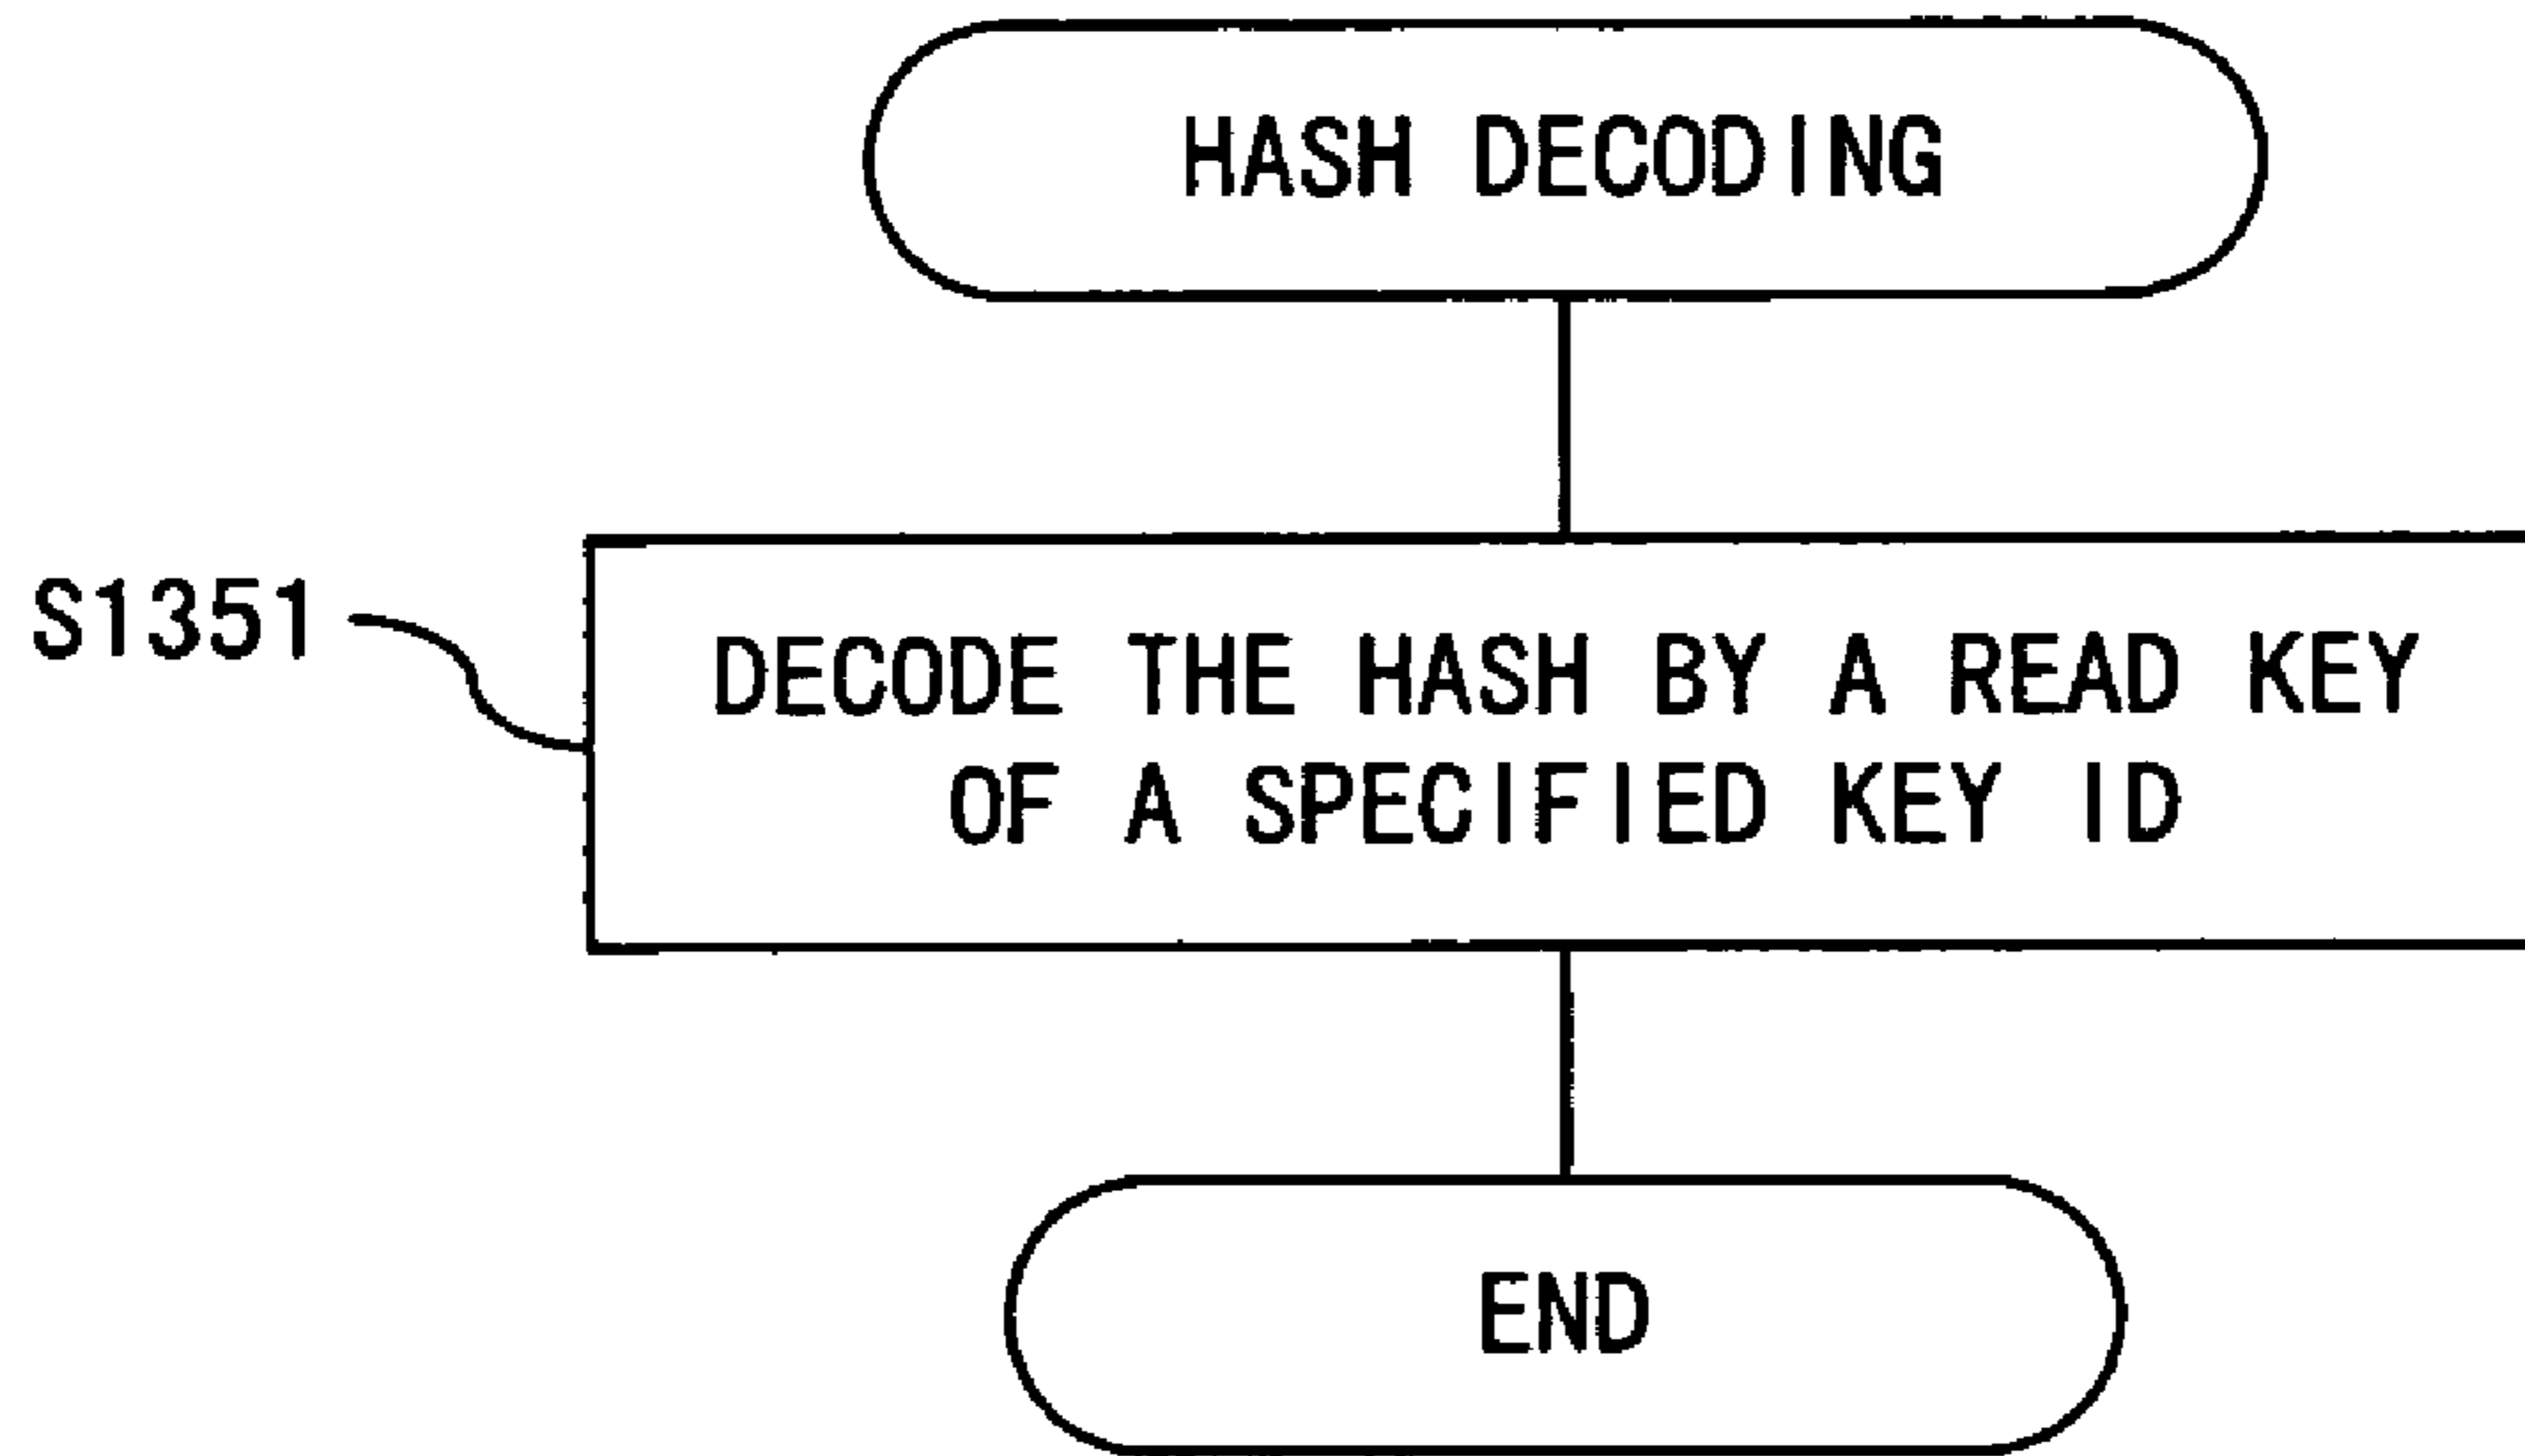 HASH DECODING
S1351
DECODE THE HASH BY A READ KEY
OF A SPECIFIED KEY ID
END